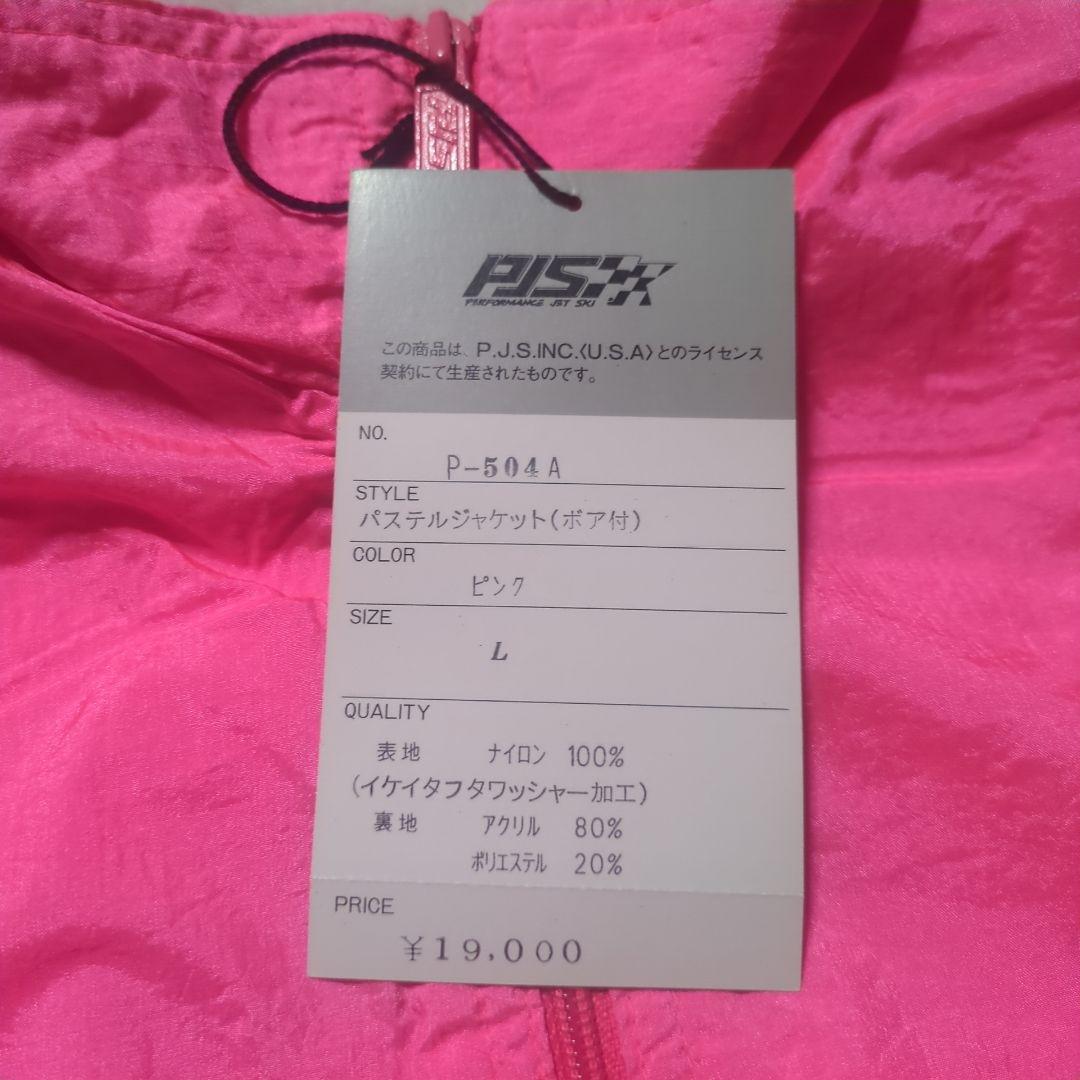 PJS
PJS
PERFORMANCE JET SKI
この商品は、P.J.S.INC.〈U.S.A〉とのライセンス
契約にて生産されたものです。
NO.
P-504A
STYLE
パステルジャケット(ボア付)
COLOR
ピンク
SIZE
L
QUALITY
表地 ナイロン 100%
(イケイタフタワッシャー加工)
裏地 アクリル 80%
ポリエステル 20%
PRICE
¥19,000